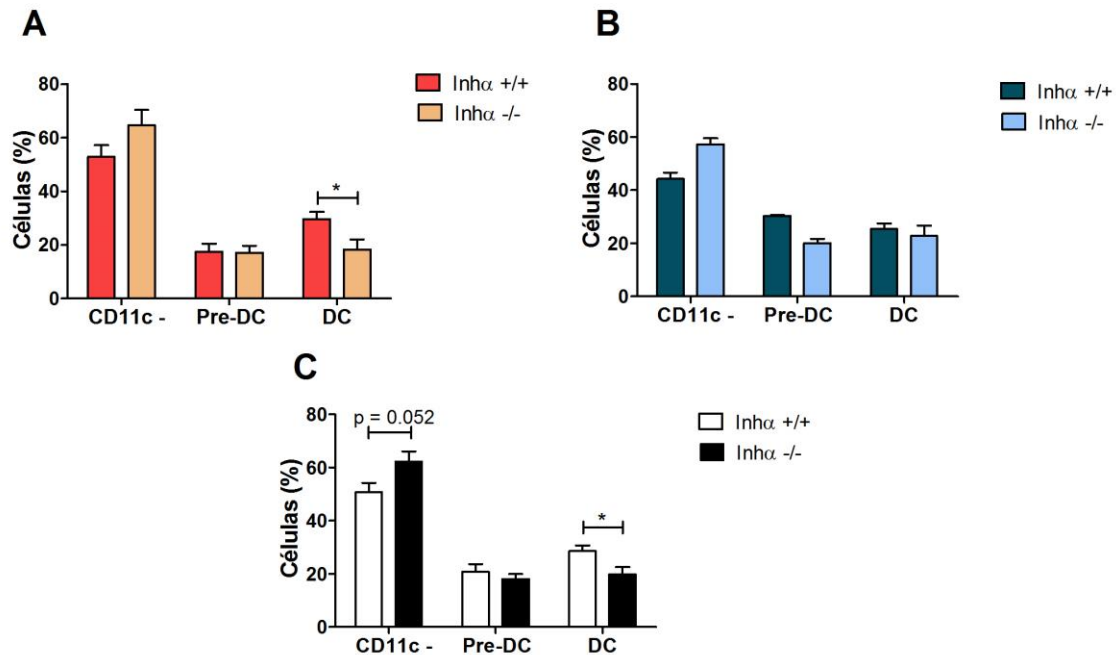 A
Células (%)
80
60
40
20
0
*
CD11c -
Pre-DC
DC
Inhα +/+
Inhα -/-
B
Células (%)
80
60
40
20
0
CD11c -
Pre-DC
DC
Inhα +/+
Inhα -/-
C
Células (%)
80
60
40
20
0
p = 0.052
*
CD11c -
Pre-DC
DC
Inhα +/+
Inhα -/-